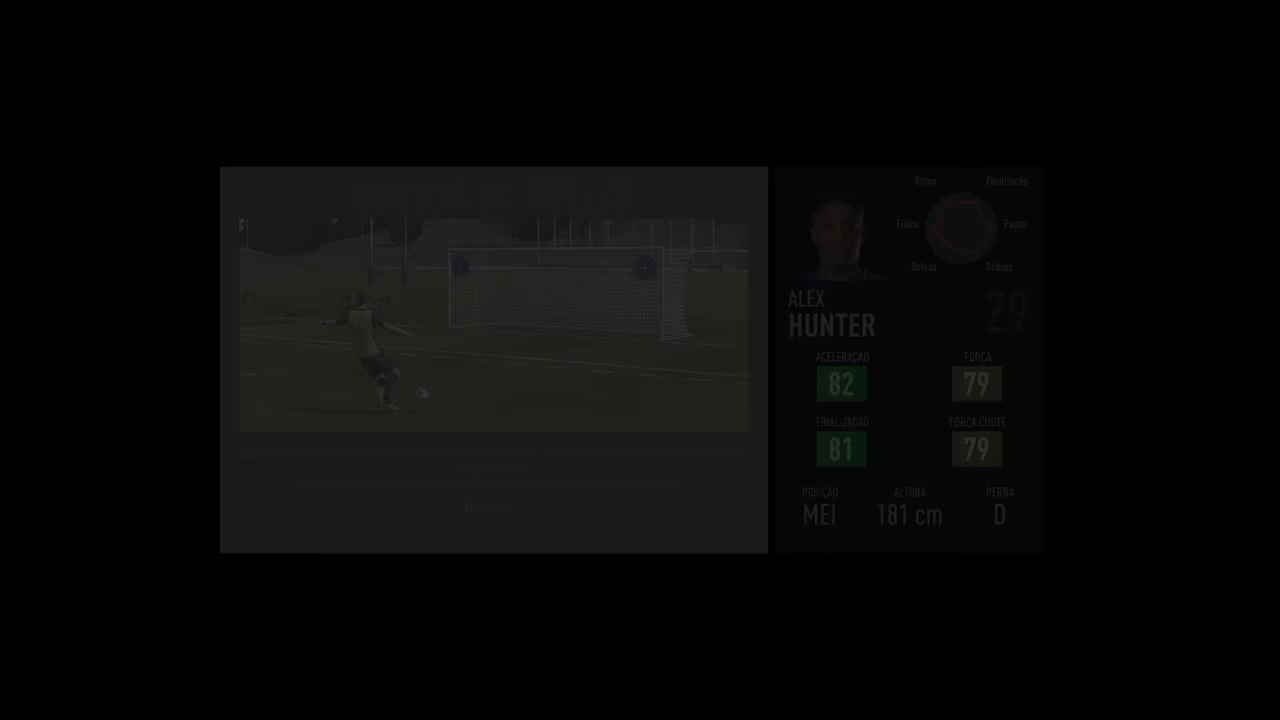 Ritmo
Finalização
Físico
Passe
Defesa
Dribles
ALEX
HUNTER
29
ACELERAÇÃO
FORÇA
82
79
FINALIZAÇÃO
FORÇA CHUTE
81
79
POSIÇÃO
ALTURA
PERNA
MEI
181 cm
D